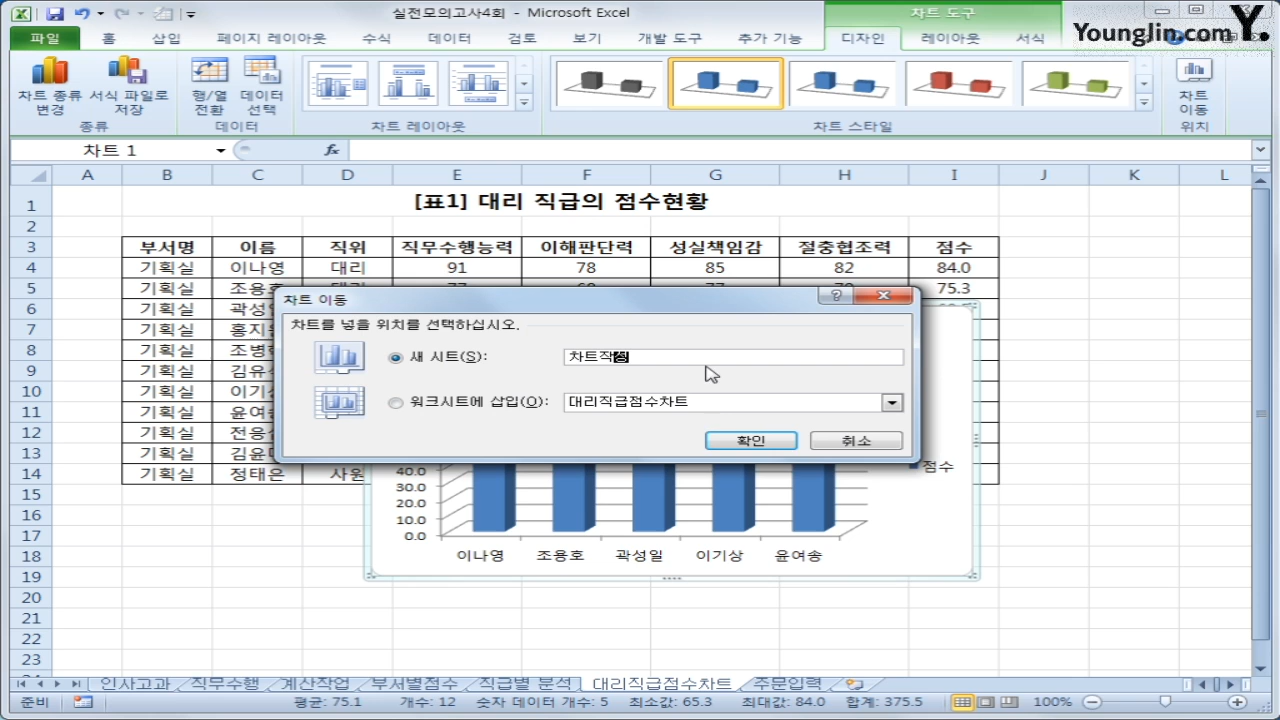 실전모의고사4회 - Microsoft Excel
차트 도구
YoungJin.com Y.
파일 홈 삽입 페이지 레이아웃 수식 데이터 검토 보기 개발 도구 추가 기능 디자인 레이아웃 서식
차트 종류 변경
서식 파일로 저장
행/열 전환
데이터 선택
차트 이동
종류 데이터 차트 레이아웃 차트 스타일 위치
차트 1 fx
A B C D E F G H I J K L
1 [표1] 대리 직급의 점수현황
2
3 부서명 이름 직위 직무수행능력 이해판단력 성실책임감 절충협조력 점수
4 기획실 이나영 대리 91 78 85 82 84.0
5 기획실 조용호 75.3
6 기획실
7 기획실
8 기획실
9 기획실
10 기획실
11 기획실
12 기획실
13 기획실
14 기획실 정태은 사원
15
16
17
18
19
20
21
22
23
차트 이동
차트를 넣을 위치를 선택하십시오.
새 시트(S): 차트작성
워크시트에 삽입(O): 대리직급점수차트
확인 취소
점수
40.0
30.0
20.0
10.0
0.0
이나영 조용호 곽성일 이기상 윤여송
인사고과 직무수행 계산작업 부서별점수 직급별 분석 대리직급점수차트 주문입력
준비 평균: 75.1 개수: 12 숫자 데이터 개수: 5 최소값: 65.3 최대값: 84.0 합계: 375.5 100%